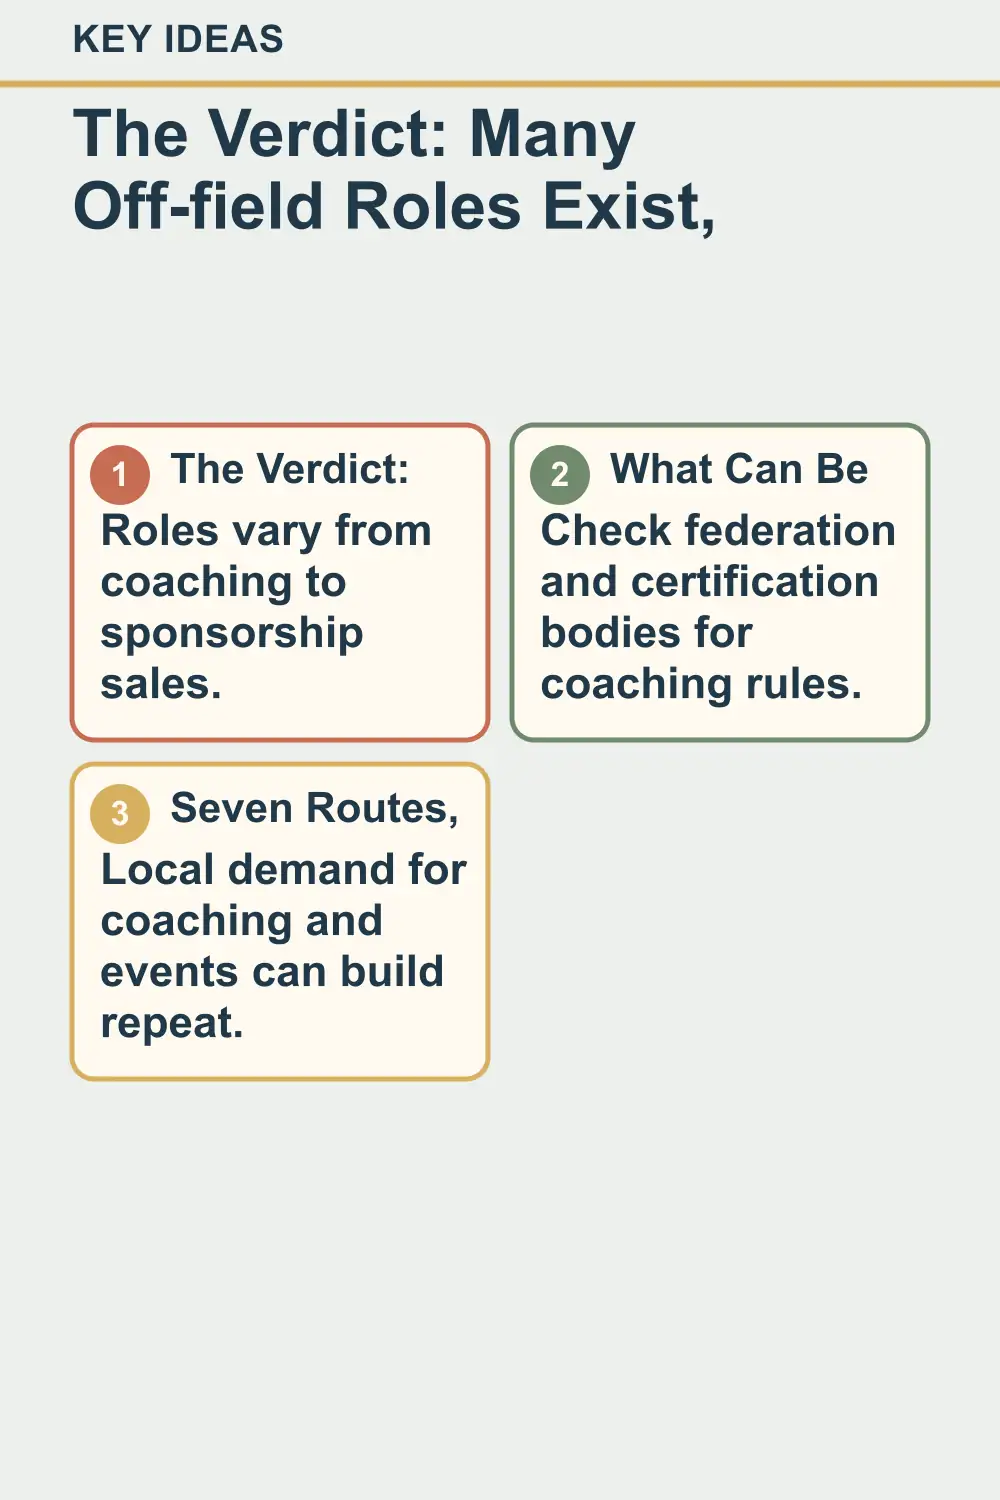 KEY IDEAS
The Verdict: Many
Off-field Roles Exist,
1 The Verdict:
Roles vary from
coaching to
sponsorship
sales.
2 What Can Be
Check federation
and certification
bodies for
coaching rules.
3 Seven Routes,
Local demand for
coaching and
events can build
repeat.